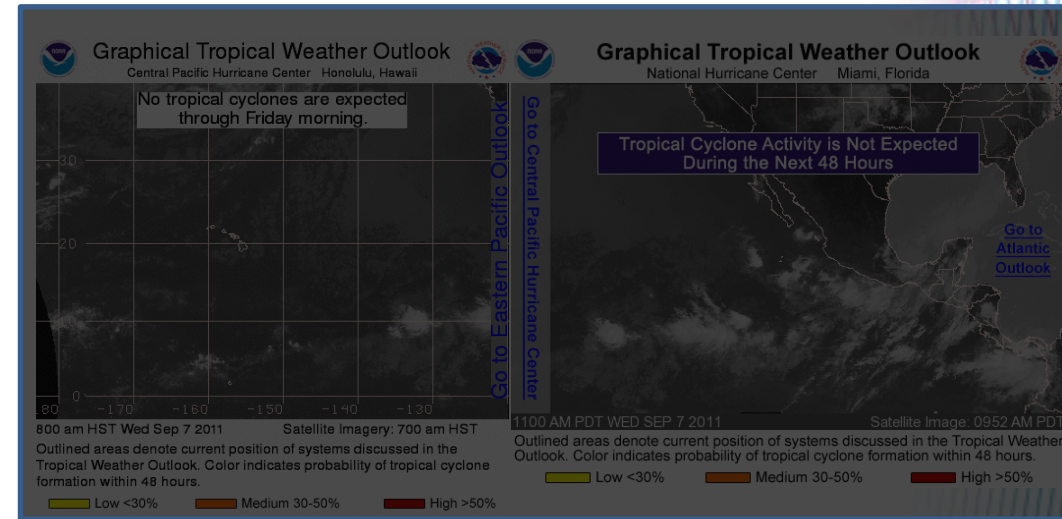 Graphical Tropical Weather Outlook
Central Pacific Hurricane Center Honolulu, Hawaii
No tropical cyclones are expected
through Friday morning.
30
20
0
80 -170 -160 -150 -140 -130
Go to Eastern Pacific Outlook
800 am HST Wed Sep 7 2011 Satellite Imagery: 700 am HST
Outlined areas denote current position of systems discussed in the
Tropical Weather Outlook. Color indicates probability of tropical cyclone
formation within 48 hours.
Low <30% Medium 30-50% High >50%
Graphical Tropical Weather Outlook
National Hurricane Center Miami, Florida
Go to Central Pacific Hurricane Center
Tropical Cyclone Activity is Not Expected
During the Next 48 Hours
Go to
Atlantic
Outlook
1100 AM PDT WED SEP 7 2011 Satellite Image: 0952 AM PDT
Outlined areas denote current position of systems discussed in the Tropical Weather
Outlook. Color indicates probability of tropical cyclone formation within 48 hours.
Low <30% Medium 30-50% High >50%